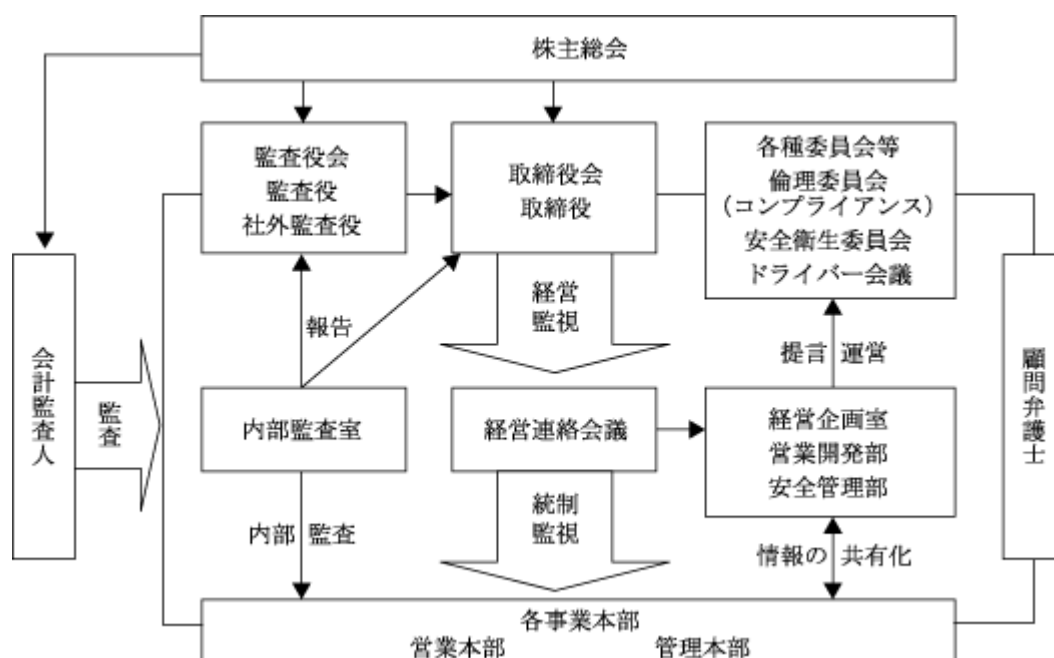 株主総会
監査役会
監査役
社外監査役
取締役会
取締役
各種委員会等
倫理委員会
(コンプライアンス)
安全衛生委員会
ドライバー会議
経営
監視
報告
提言 運営
会計監査人
監査
内部監査室
経営連絡会議
経営企画室
営業開発部
安全管理部
顧問弁護士
内部 監査
統制
監視
情報の 共有化
各事業本部
営業本部 管理本部